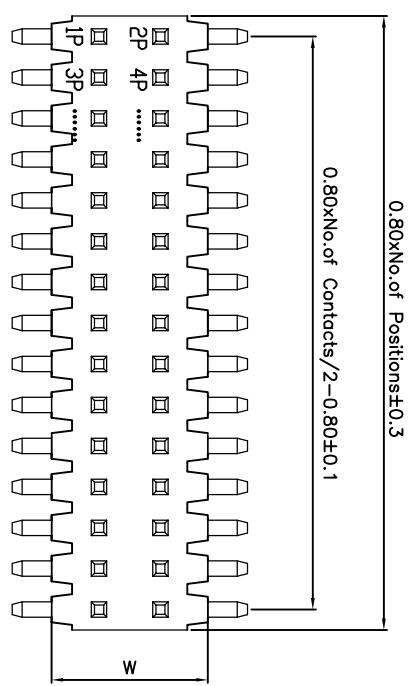 1P 2P
3P 4P
...... ......
0.80xNo.of Contacts/2-0.80±0.1
0.80xNo.of Positions±0.3
W